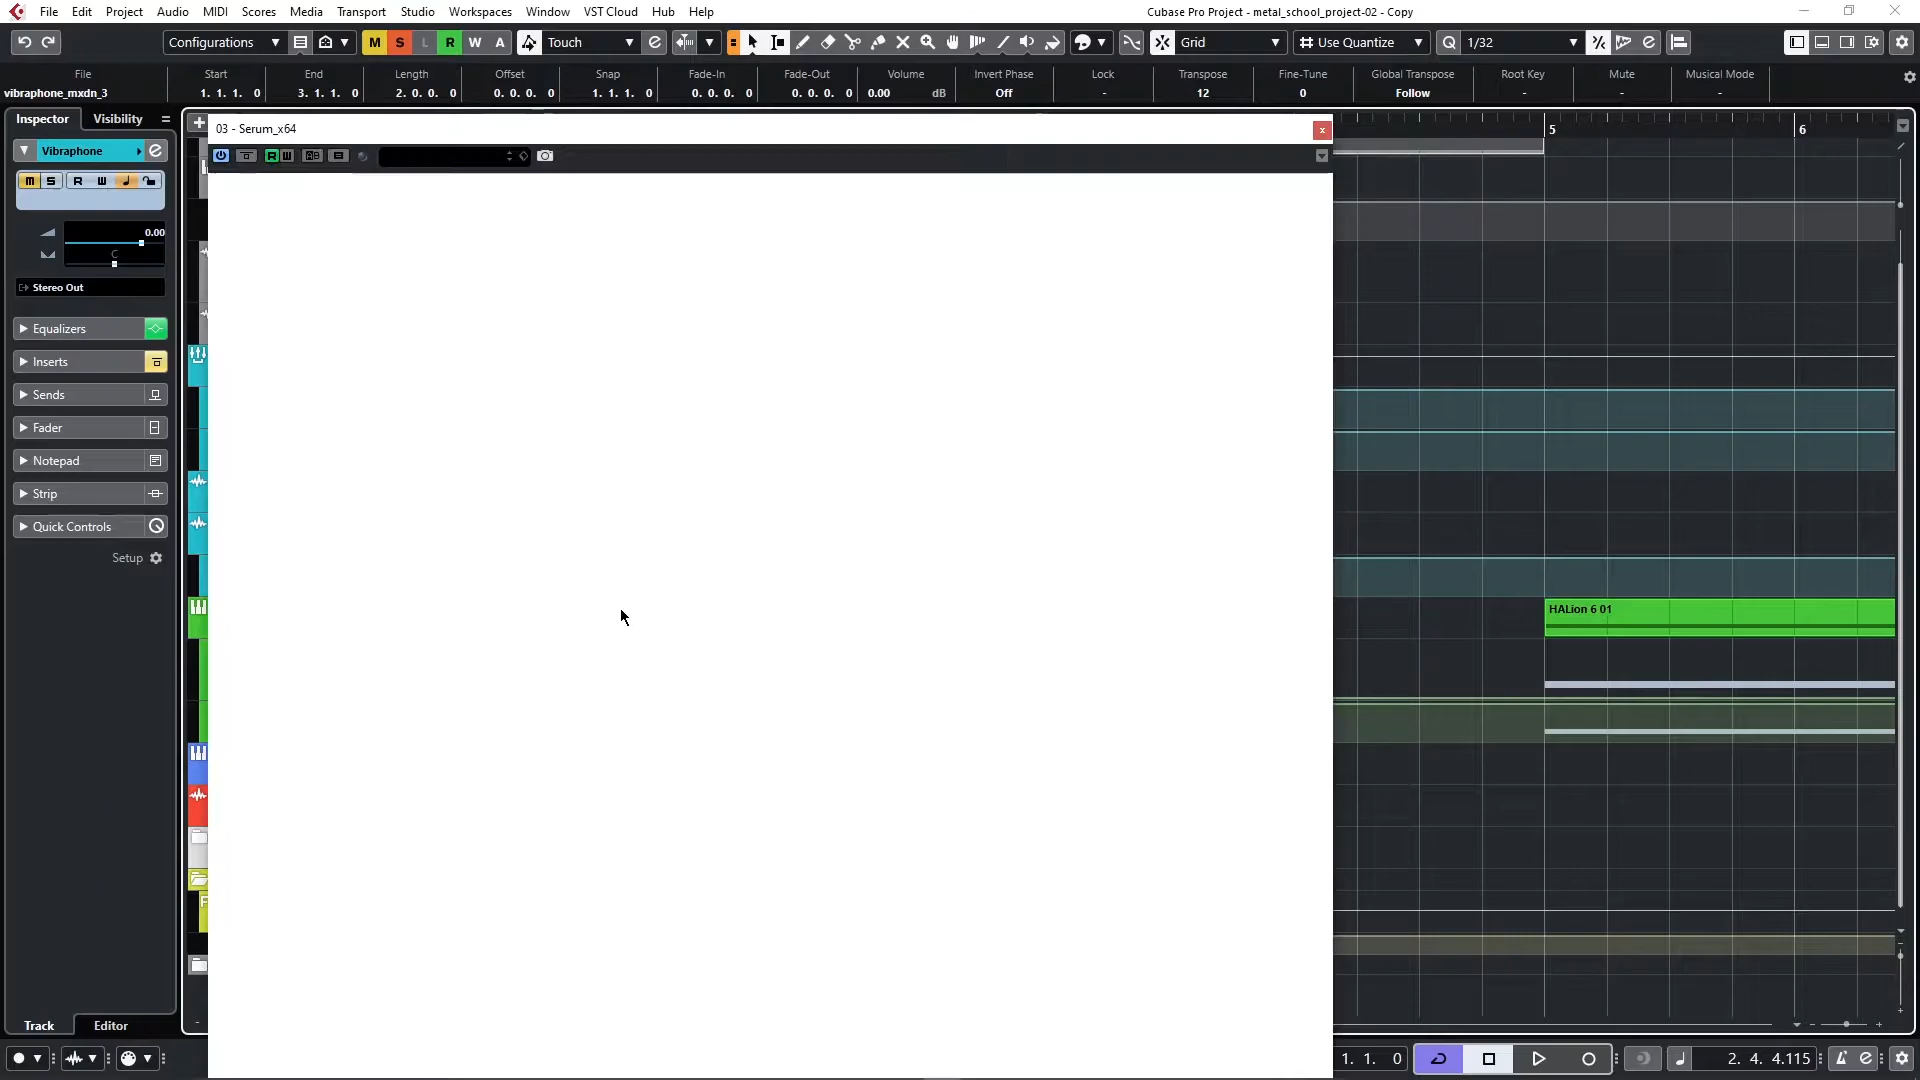 File Edit Project Audio MIDI Scores Media Transport Studio Workspaces Window VST Cloud Hub Help
Cubase Pro Project - metal_school_project-02 - Copy
Configurations
M S L R W A
Touch
Grid
Use Quantize
Q 1/32
File Start End Length Offset Snap Fade-In Fade-Out Volume Invert Phase Lock Transpose Fine-Tune Global Transpose Root Key Mute Musical Mode
vibraphone_mxdn_3 1. 1. 1. 0 3. 1. 1. 0 2. 0. 0. 0 0. 0. 0. 0 1. 1. 1. 0 0. 0. 0. 0 0. 0. 0. 0 0.00 dB Off - 12 0 Follow - - -
Inspector Visibility
03 - Serum_x64
5 6
Vibraphone
M S R W
0.00
C
Stereo Out
Equalizers
Inserts
Sends
Fader
Notepad
Strip
Quick Controls
Setup
HALion 6 01
F
Track Editor
1. 1. 0
2. 4. 4.115